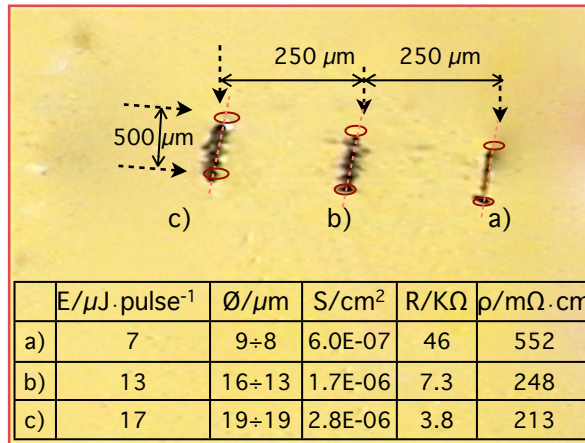 250 µm 250 µm
500 µm
c) b) a)
E/µJ.pulse⁻¹ Ø/µm S/cm² R/KΩ ρ/mΩ.cm
a) 7 9÷8 6.0E-07 46 552
b) 13 16÷13 1.7E-06 7.3 248
c) 17 19÷19 2.8E-06 3.8 213